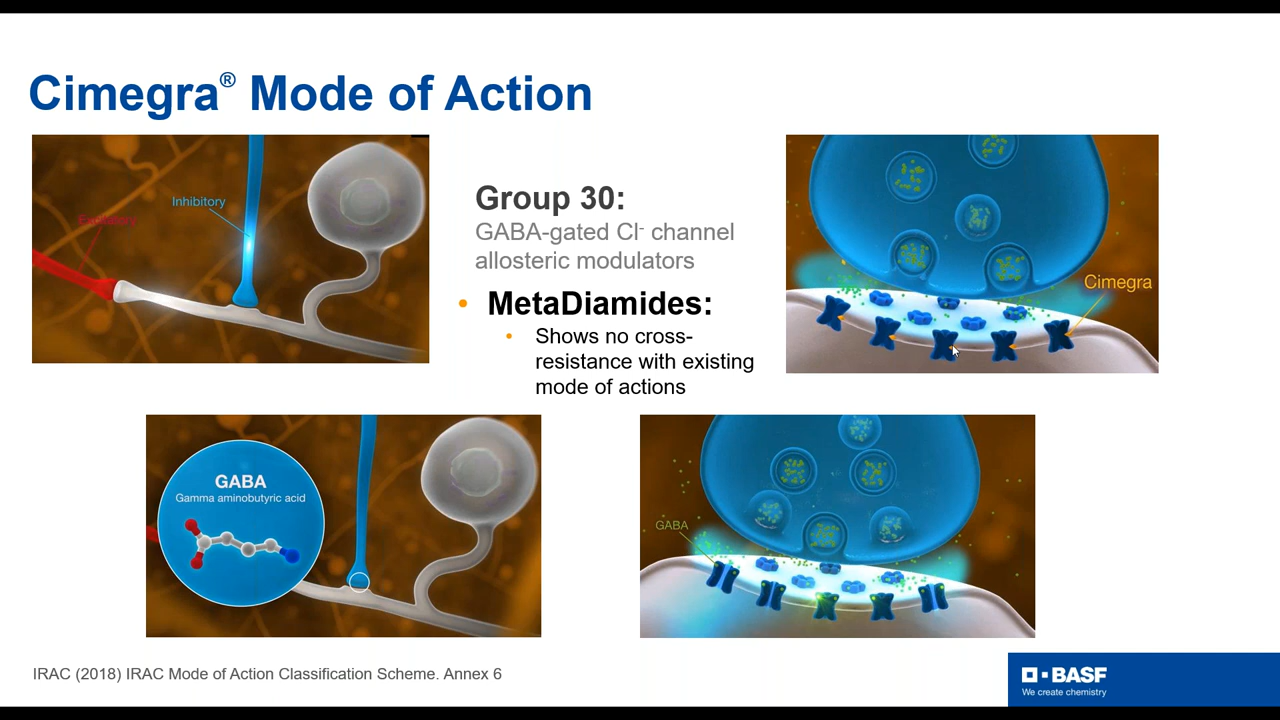 Cimegra® Mode of Action
Excitatory
Inhibitory
Group 30:
GABA-gated Cl⁻ channel
allosteric modulators
• MetaDiamides:
• Shows no cross-
resistance with existing
mode of actions
Cimegra
GABA
Gamma aminobutyric acid
GABA
IRAC (2018) IRAC Mode of Action Classification Scheme. Annex 6
BASF
We create chemistry